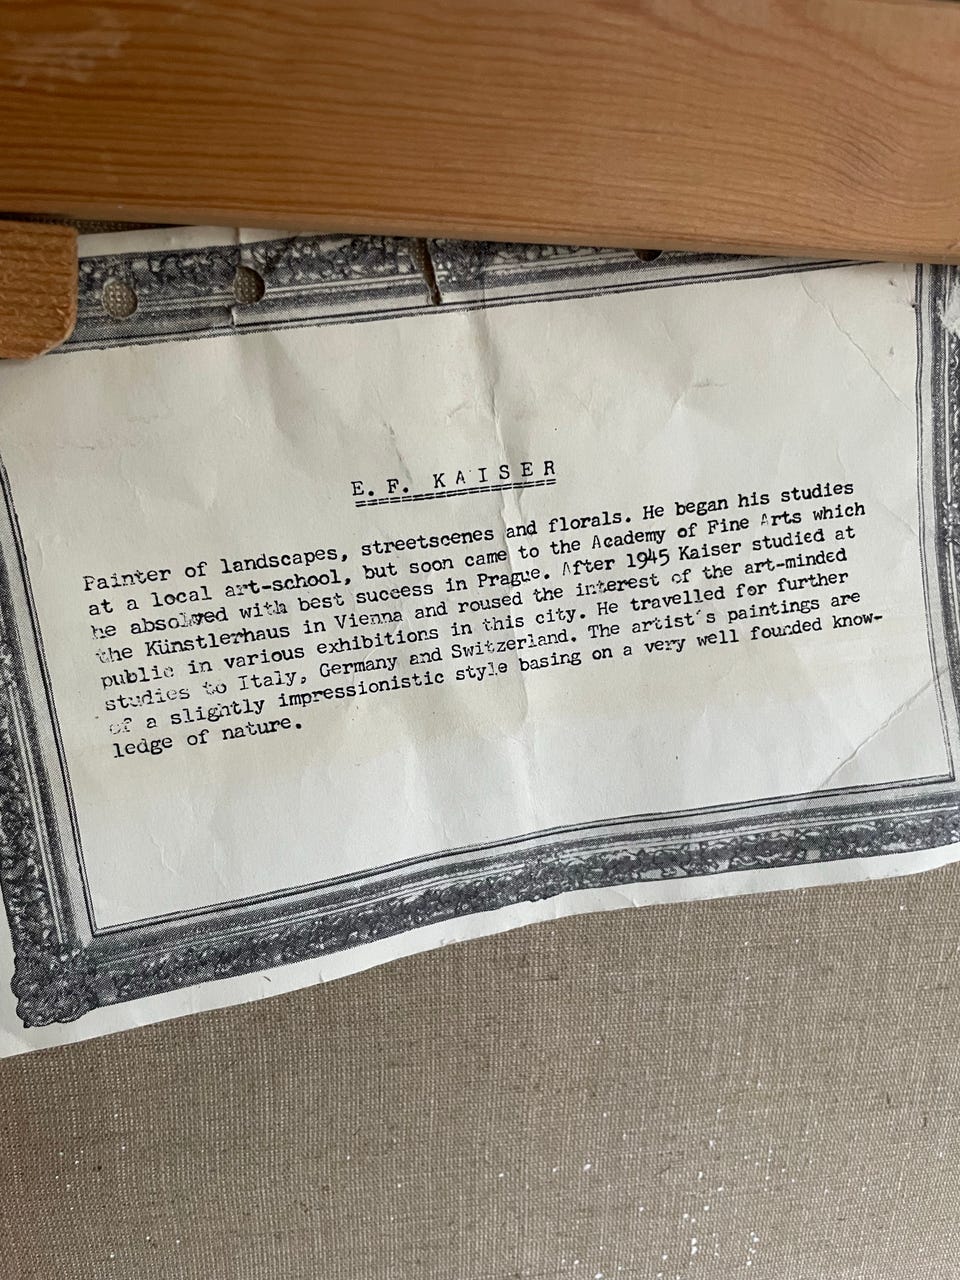 E. F. KAISER
Painter of landscapes, streetscenes and florals. He began his studies
at a local art-school, but soon came to the Academy of Fine Arts which
he absolved with best success in Prague. After 1945 Kaiser studied at
the Künstlerhaus in Vienna and roused the interest of the art-minded
public in various exhibitions in this city. He travelled for further
studies to Italy, Germany and Switzerland. The artist´s paintings are
of a slightly impressionistic style basing on a very well founded know-
ledge of nature.